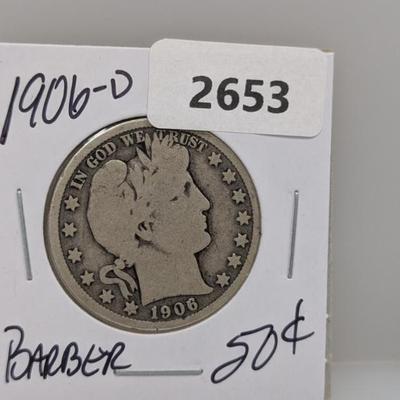 1906-D
2653
IN GOD WE TRUST
1906
BARBER 50¢